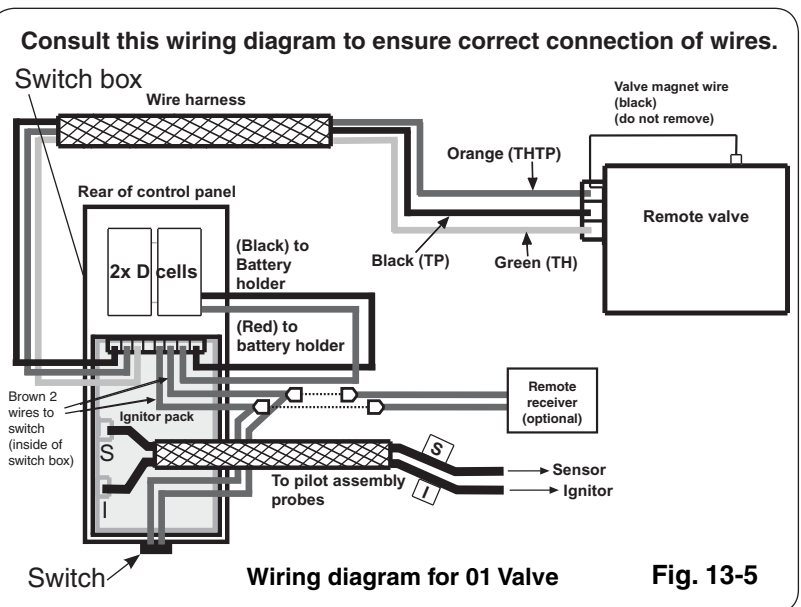 Consult this wiring diagram to ensure correct connection of wires.
Switch box
Wire harness
Valve magnet wire
(black)
(do not remove)
Orange (THTP)
Rear of control panel
Remote valve
2x D cells
(Black) to
Battery
holder
Black (TP)
Green (TH)
(Red) to
battery holder
Brown 2
wires to
switch
(inside of
switch box)
Ignitor pack
Remote
receiver
(optional)
S
S
Sensor
To pilot assembly
probes
I
I
Ignitor
Switch
Wiring diagram for 01 Valve
Fig. 13-5